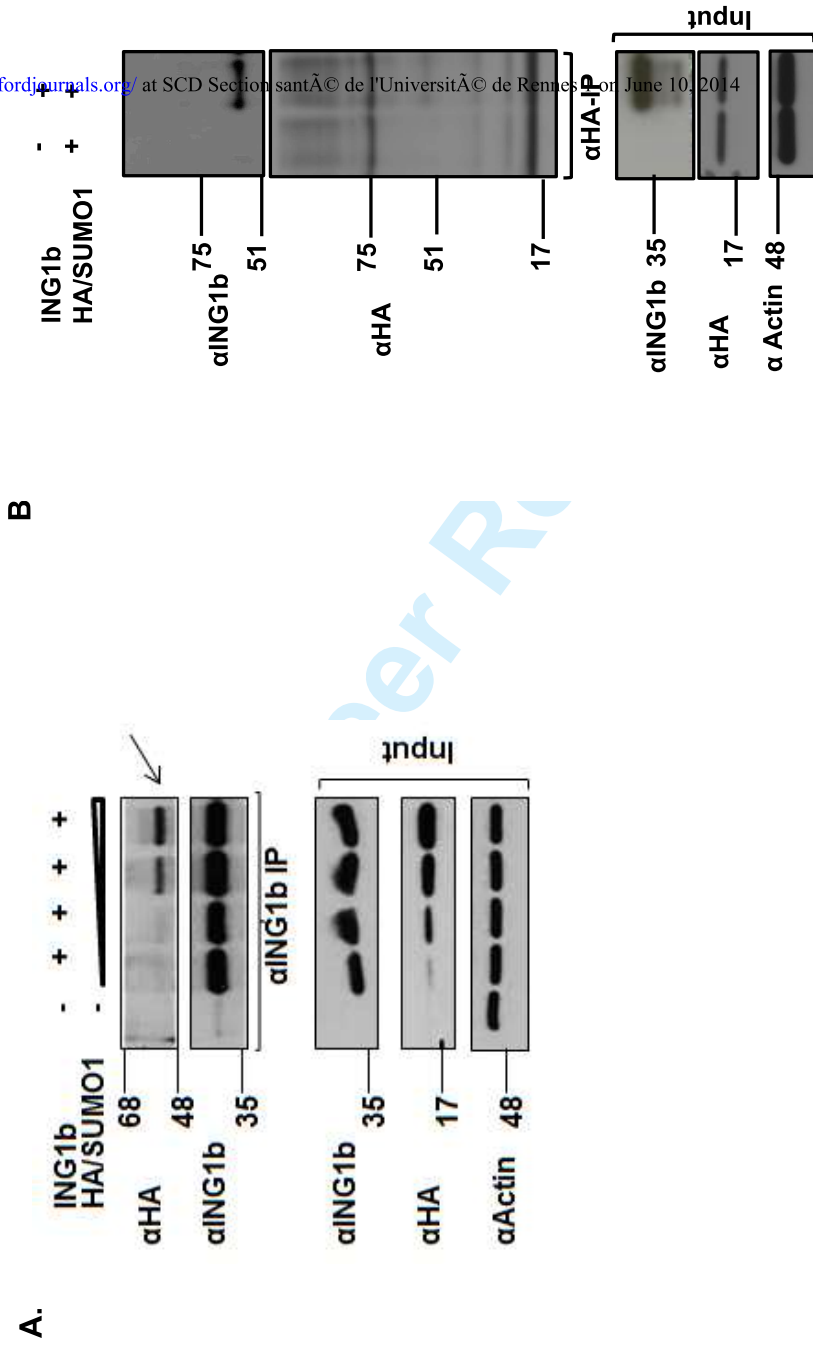 A.
ING1b - + + + +
HA/SUMO1 -
αHA
68
48
αING1b
35
αING1b IP
αING1b
35
αHA
17
αActin
48
Input
B
ING1b - +
HA/SUMO1 + +
75
αING1b
51
75
αHA
51
17
αHA-IP
αING1b 35
αHA
17
α Actin 48
Input
fordjournals.org/ at SCD Section santÃ© de l'UniversitÃ© de Rennes 1 on June 10, 2014
per R